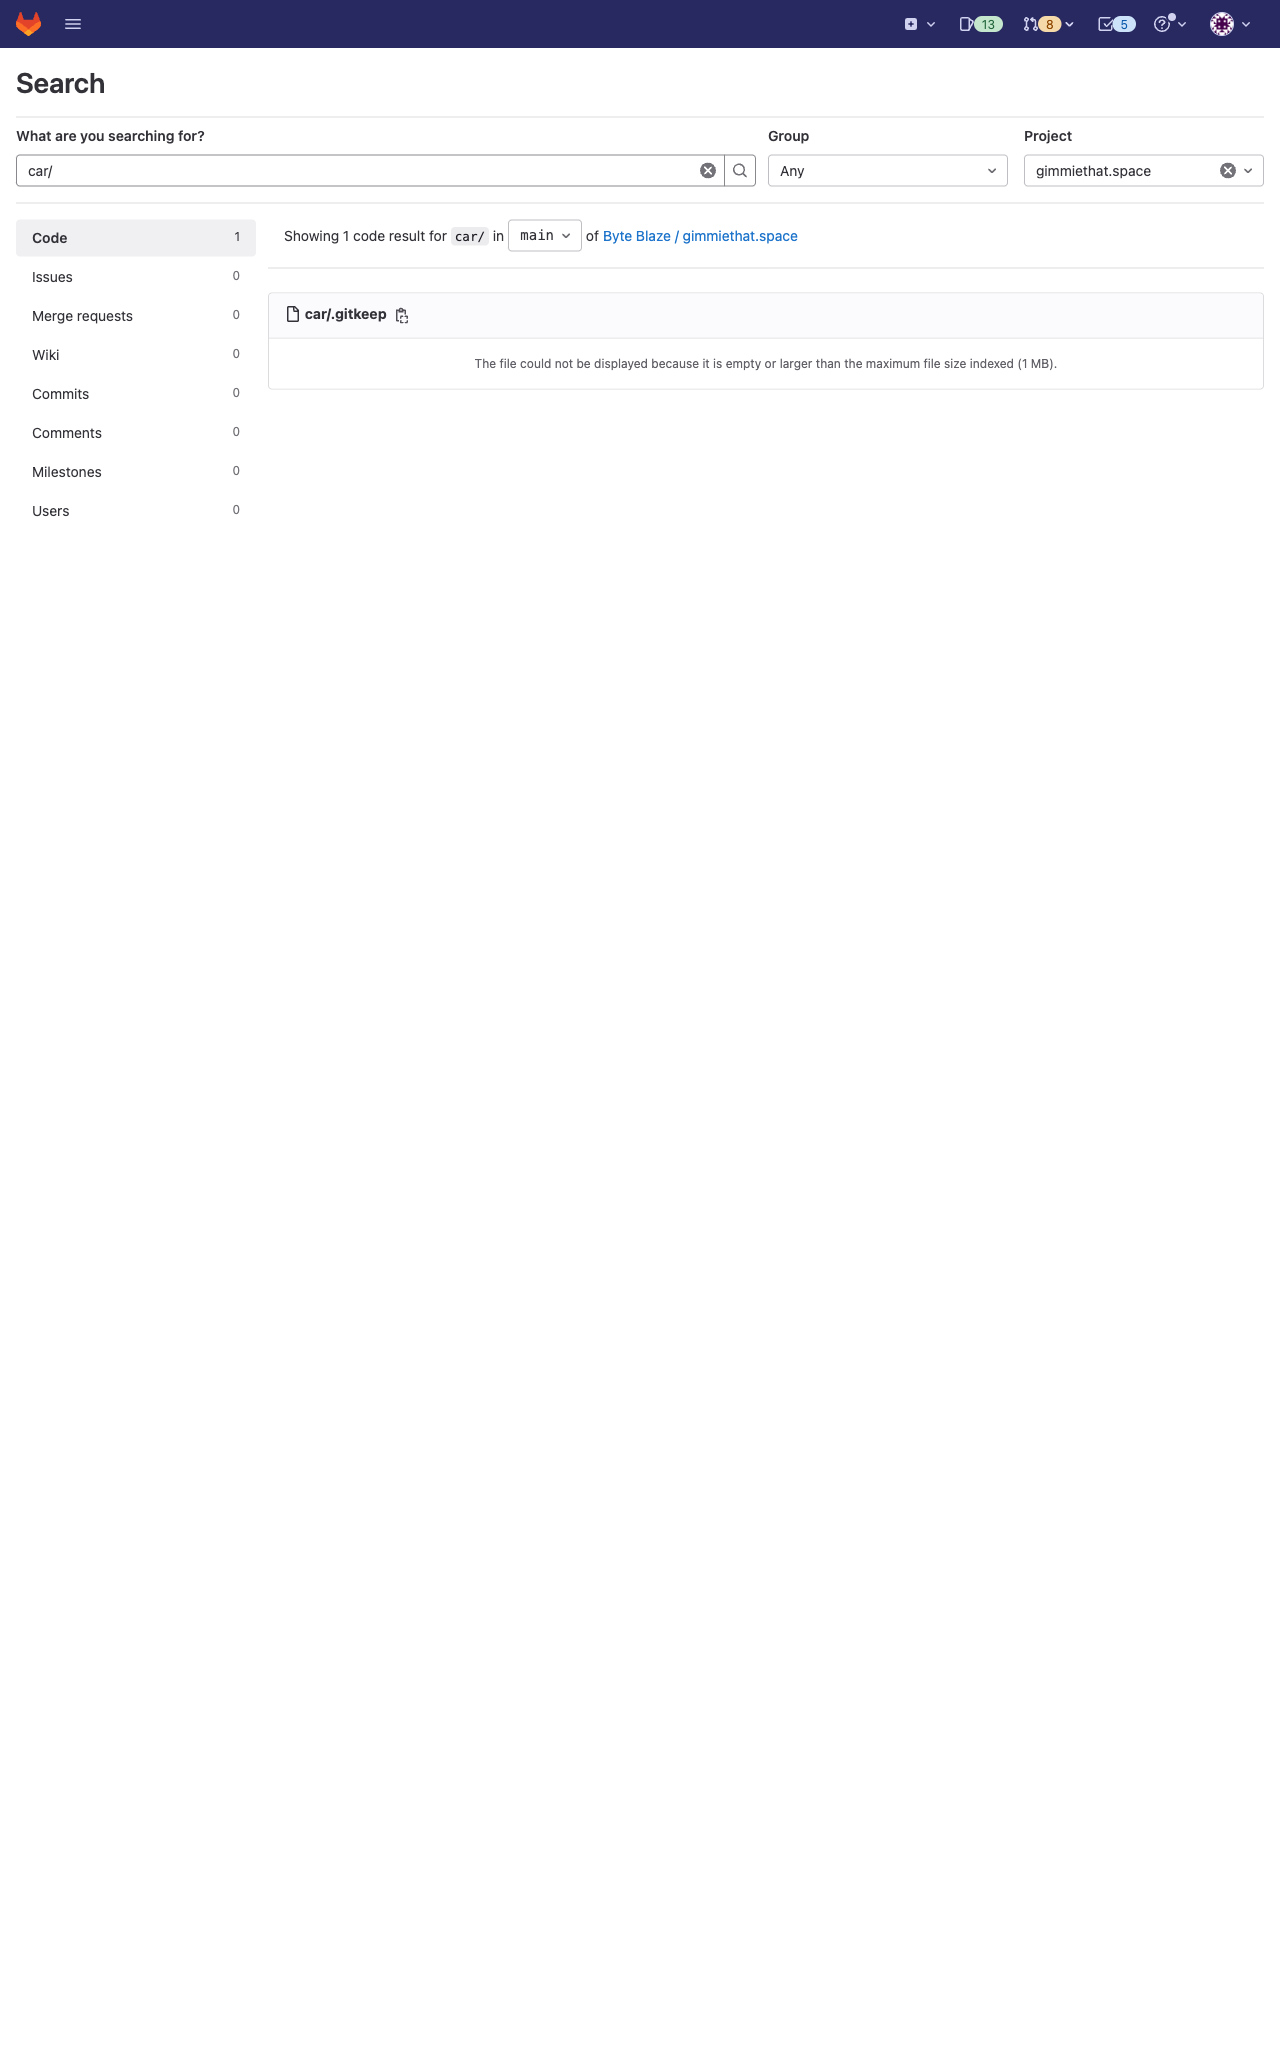 13
8
5
Search
What are you searching for?
Group
Project
car/
Any
gimmiethat.space
Code 1
Showing 1 code result for car/ in main of Byte Blaze / gimmiethat.space
Issues 0
Merge requests 0
Wiki 0
Commits 0
Comments 0
Milestones 0
Users 0
car/.gitkeep
The file could not be displayed because it is empty or larger than the maximum file size indexed (1 MB).